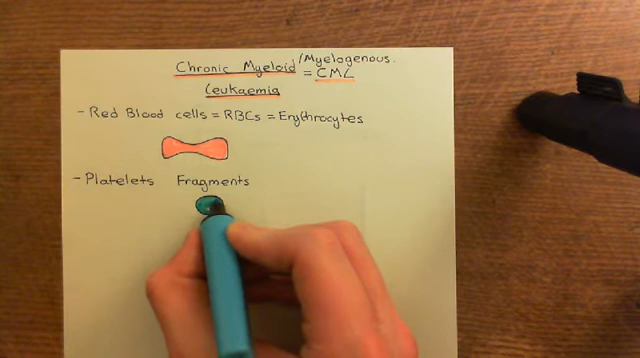 Chronic Myeloid /Myelogenous.
= CML
Leukaemia
- Red Blood cells = RBCs = Erythrocytes
- Platelets Fragments